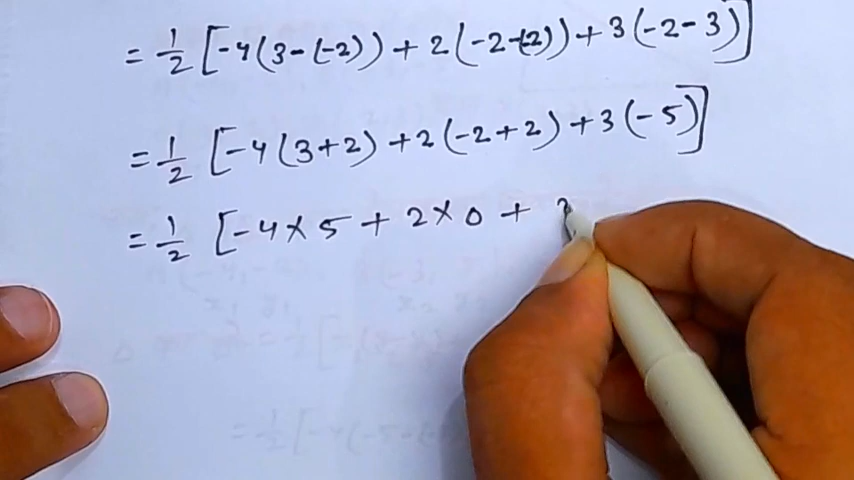 = 1/2 [-4(3-(-2)) + 2(-2-(-2)) + 3(-2-3)]
= 1/2 [-4(3+2) + 2(-2+2) + 3(-5)]
= 1/2 [-4×5 + 2×0 +